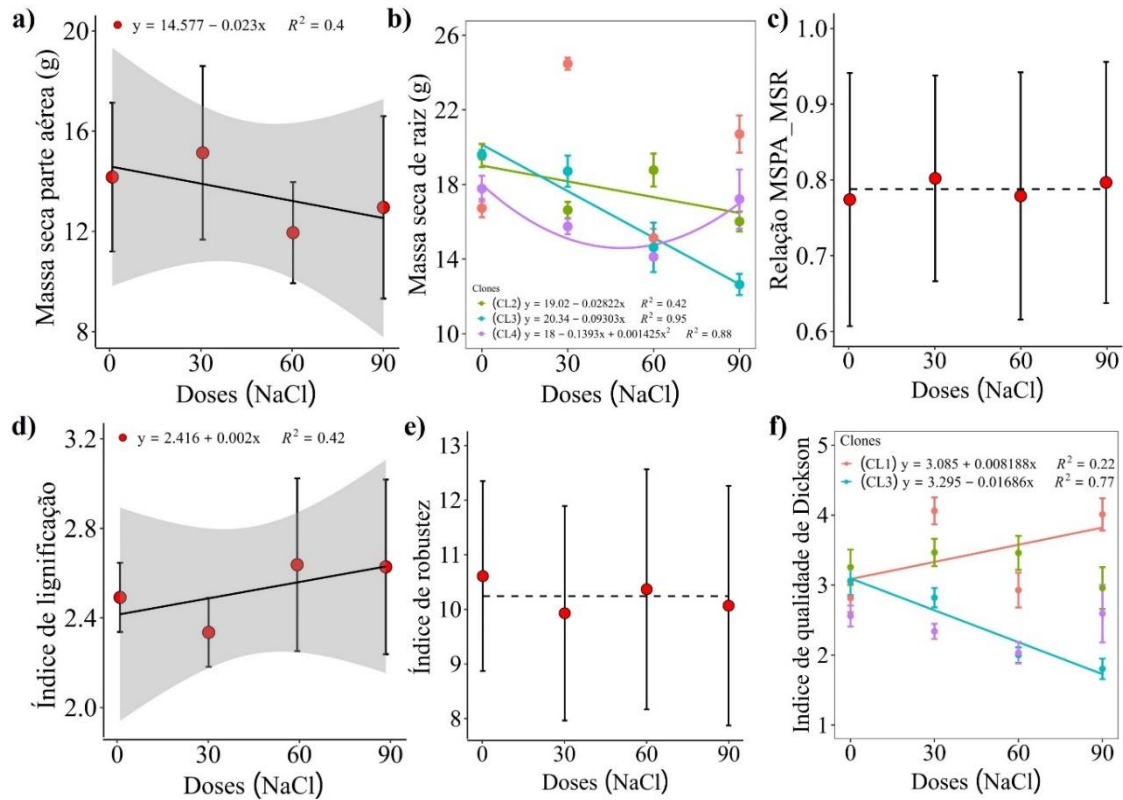 a)
y = 14.577 − 0.023x R² = 0.4
Massa seca parte aérea (g)
20
16
12
8
0 30 60 90
Doses (NaCl)
b)
Massa seca de raiz (g)
26
22
18
14
10
Clones
(CL2) y = 19.02 − 0.02822x R² = 0.42
(CL3) y = 20.34 − 0.09303x R² = 0.95
(CL4) y = 18 − 0.1393x + 0.001425x² R² = 0.88
0 30 60 90
Doses (NaCl)
c)
Relação MSPA_MSR
1.0
0.9
0.8
0.7
0.6
0 30 60 90
Doses (NaCl)
d)
y = 2.416 + 0.002x R² = 0.42
Índice de lignificação
3.2
2.8
2.4
2.0
0 30 60 90
Doses (NaCl)
e)
Índice de robustez
13
12
11
10
9
8
0 30 60 90
Doses (NaCl)
f)
Indice de qualidade de Dickson
5
4
3
2
1
Clones
(CL1) y = 3.085 + 0.008188x R² = 0.22
(CL3) y = 3.295 − 0.01686x R² = 0.77
0 30 60 90
Doses (NaCl)